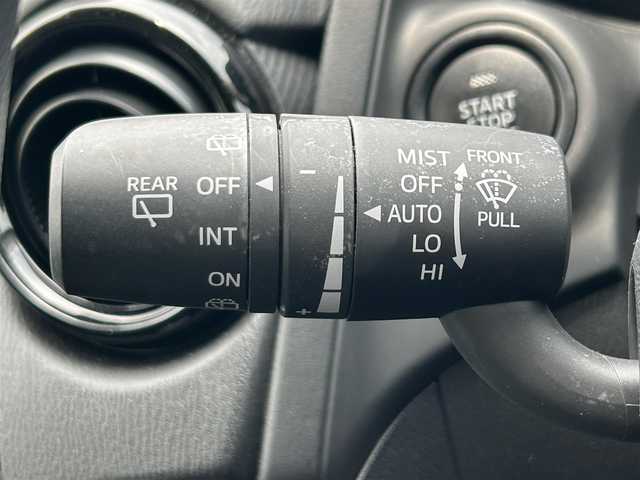 START
STOP
REAR
OFF
INT
ON
−
+
MIST
OFF
AUTO
LO
HI
FRONT
PULL